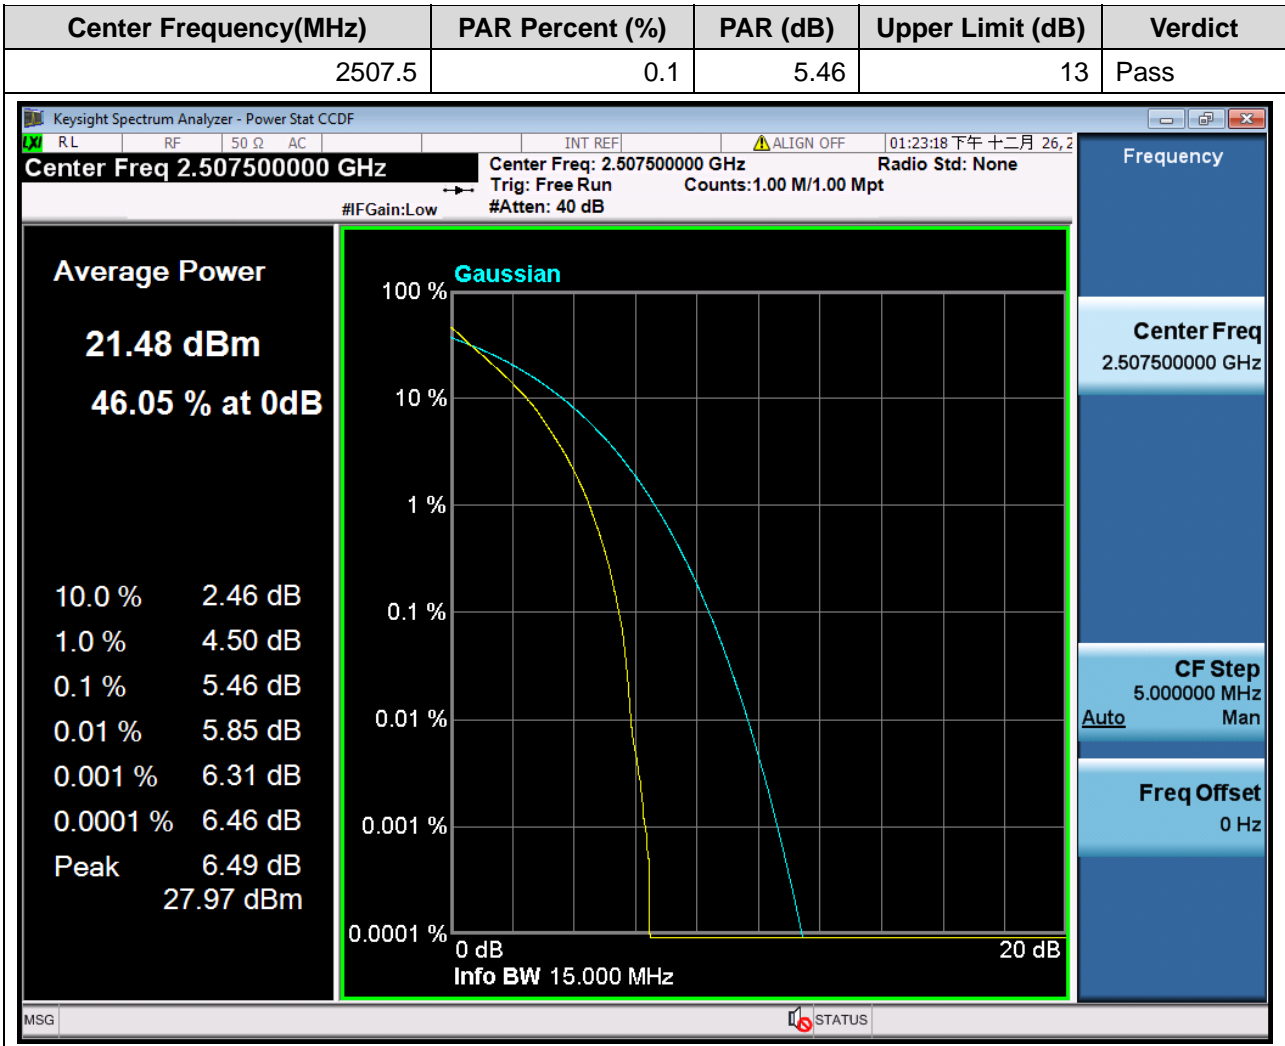 Center Frequency(MHz) PAR Percent (%) PAR (dB) Upper Limit (dB) Verdict
2507.5 0.1 5.46 13 Pass
Keysight Spectrum Analyzer - Power Stat CCDF
LXI RL RF 50 Ω AC INT REF ALIGN OFF 01:23:18 下午 十二月 26, 2
Center Freq 2.507500000 GHz
Center Freq: 2.507500000 GHz Radio Std: None
Trig: Free Run Counts:1.00 M/1.00 Mpt
#IFGain:Low #Atten: 40 dB
Average Power
21.48 dBm
46.05 % at 0dB
10.0 % 2.46 dB
1.0 % 4.50 dB
0.1 % 5.46 dB
0.01 % 5.85 dB
0.001 % 6.31 dB
0.0001 % 6.46 dB
Peak 6.49 dB
27.97 dBm
Gaussian
100 %
10 %
1 %
0.1 %
0.01 %
0.001 %
0.0001 %
0 dB 20 dB
Info BW 15.000 MHz
Frequency
Center Freq
2.507500000 GHz
CF Step
5.000000 MHz
Auto Man
Freq Offset
0 Hz
MSG STATUS